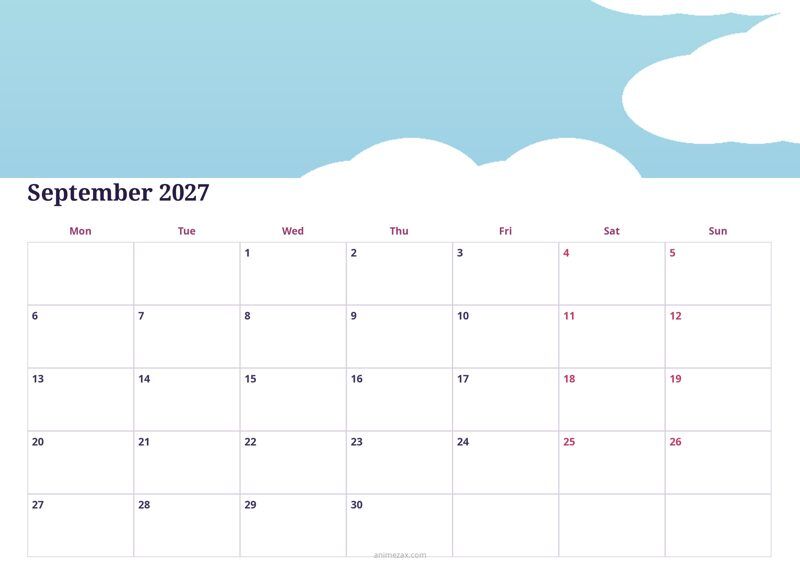 September 2027
Mon Tue Wed Thu Fri Sat Sun
1 2 3 4 5
6 7 8 9 10 11 12
13 14 15 16 17 18 19
20 21 22 23 24 25 26
27 28 29 30
animezax.com